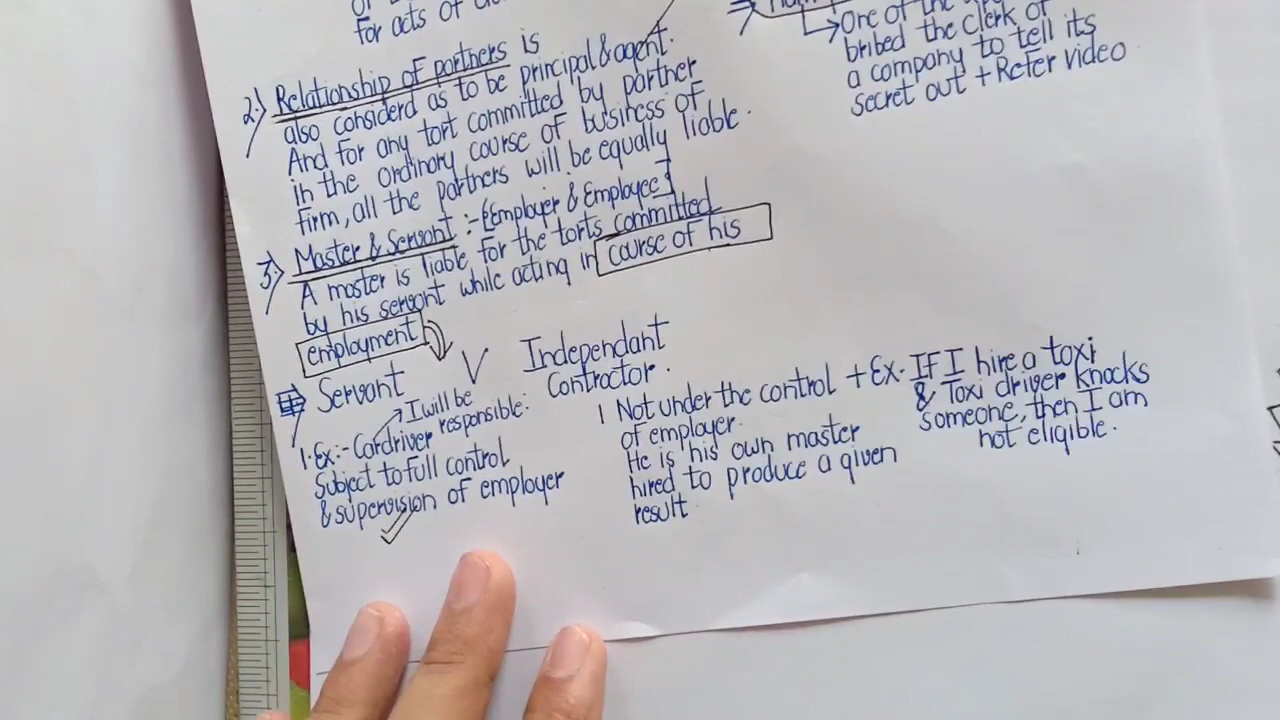 for acts of
2.) Relationship of partners is
also considerd as to be principal & agent.
And for any tort committed by partner
in the ordinary course of business of
firm, all the partners will be equally liable.
3.) Master & Servant :- [Employer & Employee]
A master is liable for the torts committed
by his servant while acting in course of his
employment
Servant V Independant
Contractor.
1. Ex:- Cardriver
I will be
responsible:
Subject to full control
& supervision of employer
1 Not under the control
of employer.
He is his own master
hired to produce a given
result
+ Ex. IF I hire a taxi
& Taxi driver knocks
someone, then I am
not eligible.
One of the
bribed the clerk of
a company to tell its
secret out + Refer video